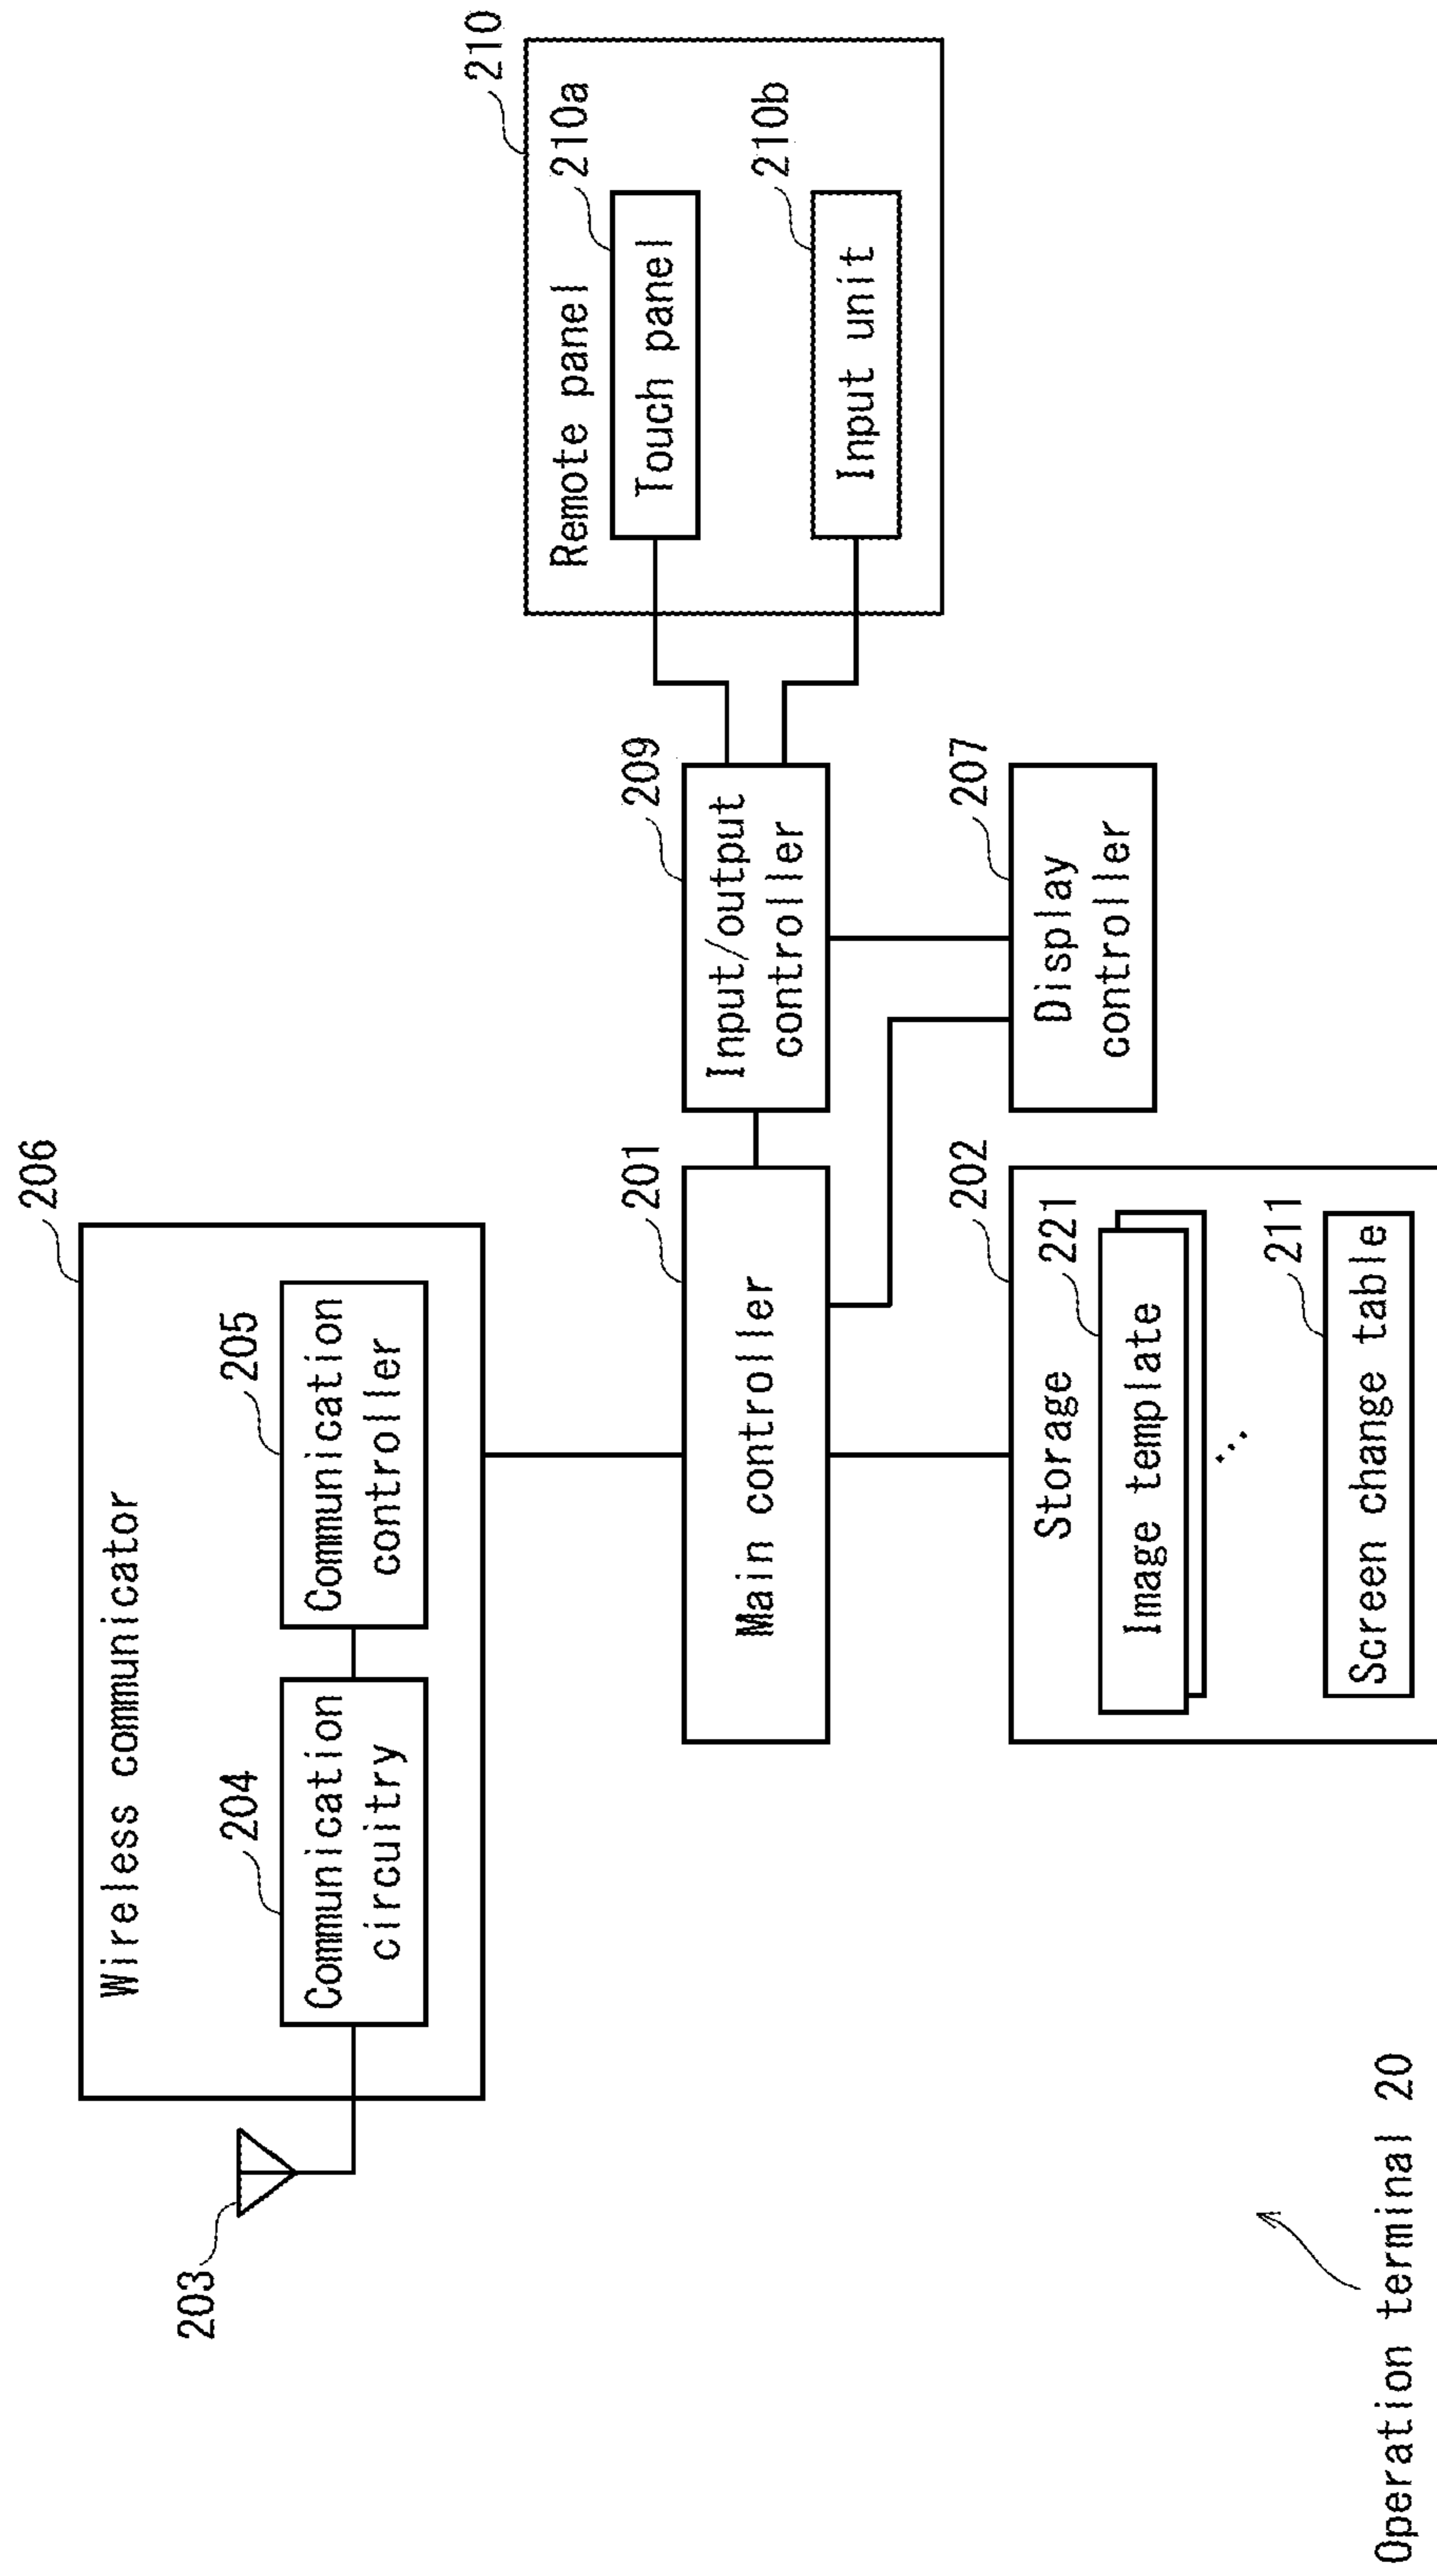 206
Wireless communicator
203
204
Communication
circuitry
205
Communication
controller
201
Main controller
209
Input/output
controller
210
Remote panel
210a
Touch panel
210b
Input unit
202
Storage
221
Image template
...
211
Screen change table
207
Display
controller
Operation terminal 20